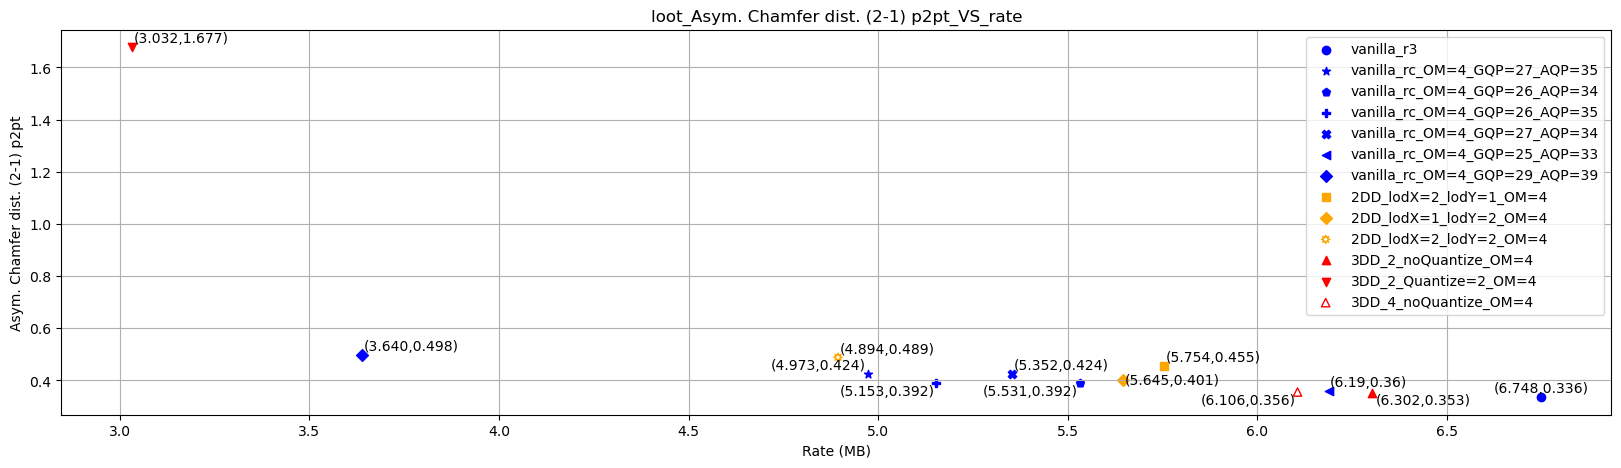 loot_Asym. Chamfer dist. (2-1) p2pt_VS_rate
Asym. Chamfer dist. (2-1) p2pt
1.6
1.4
1.2
1.0
0.8
0.6
0.4
(3.032,1.677)
(3.640,0.498)
(4.973,0.424)
(4.894,0.489)
(5.153,0.392)
(5.352,0.424)
(5.531,0.392)
(5.754,0.455)
(5.645,0.401)
(6.106,0.356)
(6.19,0.36)
(6.302,0.353)
(6.748,0.336)
vanilla_r3
vanilla_rc_OM=4_GQP=27_AQP=35
vanilla_rc_OM=4_GQP=26_AQP=34
vanilla_rc_OM=4_GQP=26_AQP=35
vanilla_rc_OM=4_GQP=27_AQP=34
vanilla_rc_OM=4_GQP=25_AQP=33
vanilla_rc_OM=4_GQP=29_AQP=39
2DD_lodX=2_lodY=1_OM=4
2DD_lodX=1_lodY=2_OM=4
2DD_lodX=2_lodY=2_OM=4
3DD_2_noQuantize_OM=4
3DD_2_Quantize=2_OM=4
3DD_4_noQuantize_OM=4
3.0
3.5
4.0
4.5
5.0
5.5
6.0
6.5
Rate (MB)